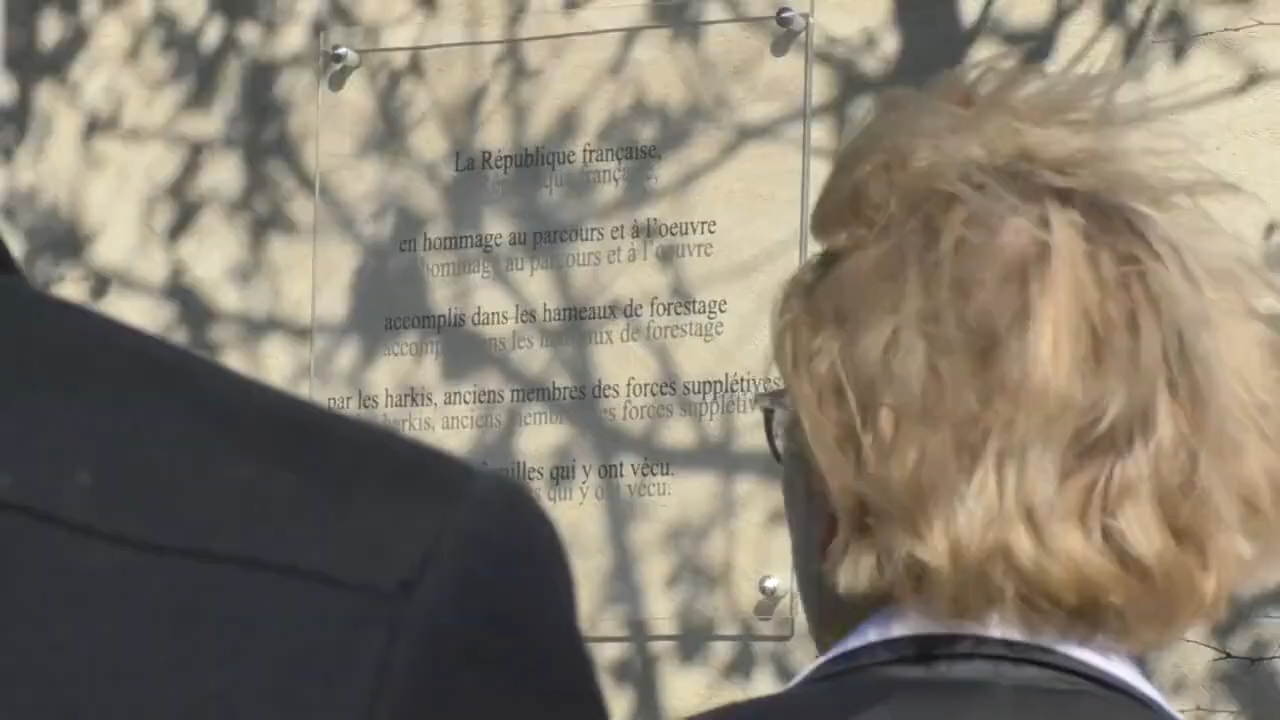 La République française,
en hommage au parcours et à l'oeuvre
accomplis dans les hameaux de forestage
par les harkis, anciens membres des forces supplétives
qui y ont vécu.